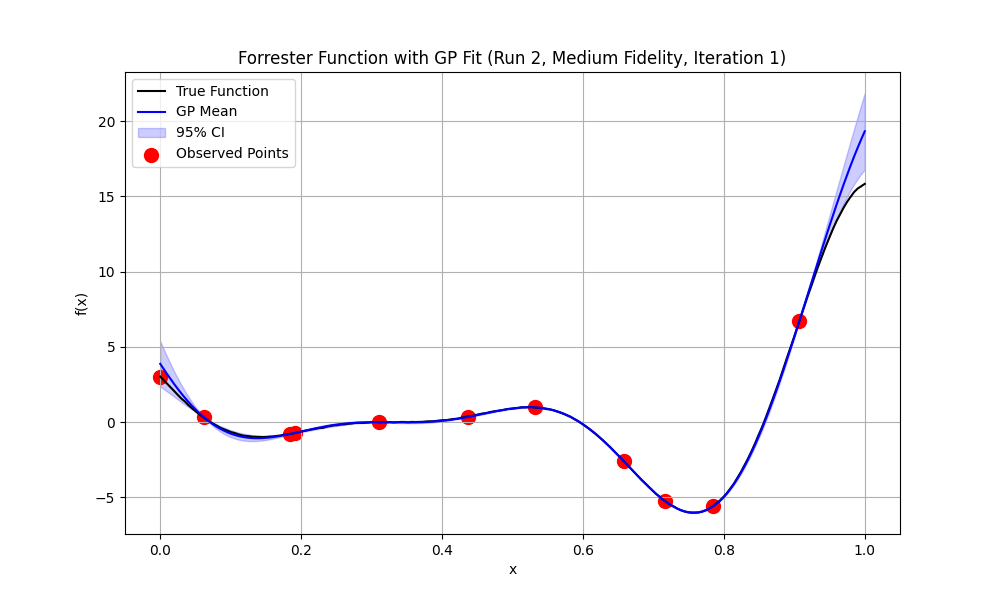 Forrester Function with GP Fit (Run 2, Medium Fidelity, Iteration 1)
True Function
GP Mean
95% CI
Observed Points
20
15
10
5
0
−5
f(x)
0.0 0.2 0.4 0.6 0.8 1.0
x